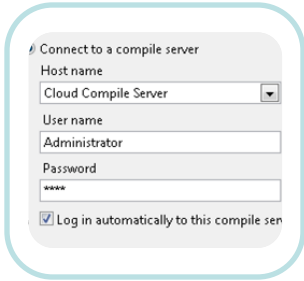 Connect to a compile server
Host name
Cloud Compile Server
User name
Administrator
Password
****
Log in automatically to this compile